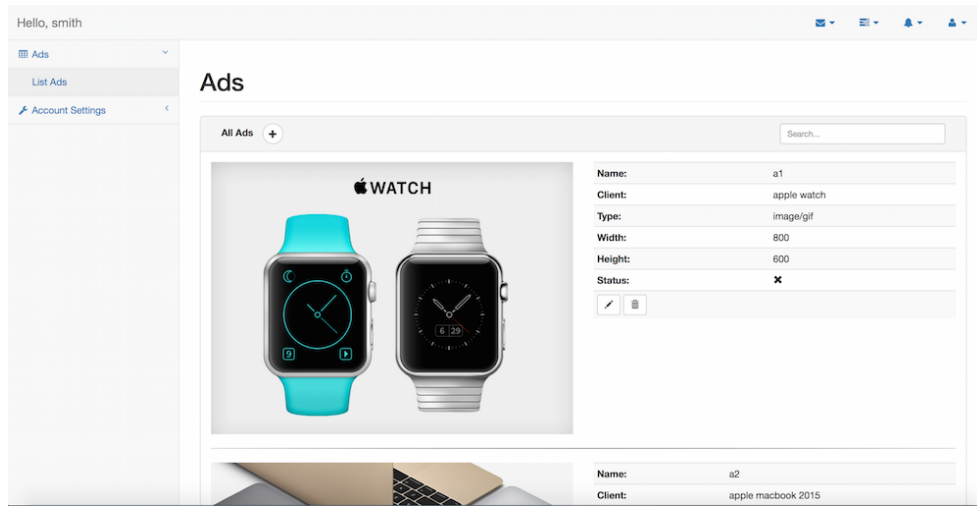 Hello, smith
Ads
List Ads
Account Settings
Ads
All Ads
Search...
WATCH
9
6 29
Name: a1
Client: apple watch
Type: image/gif
Width: 800
Height: 600
Status:
Name: a2
Client: apple macbook 2015